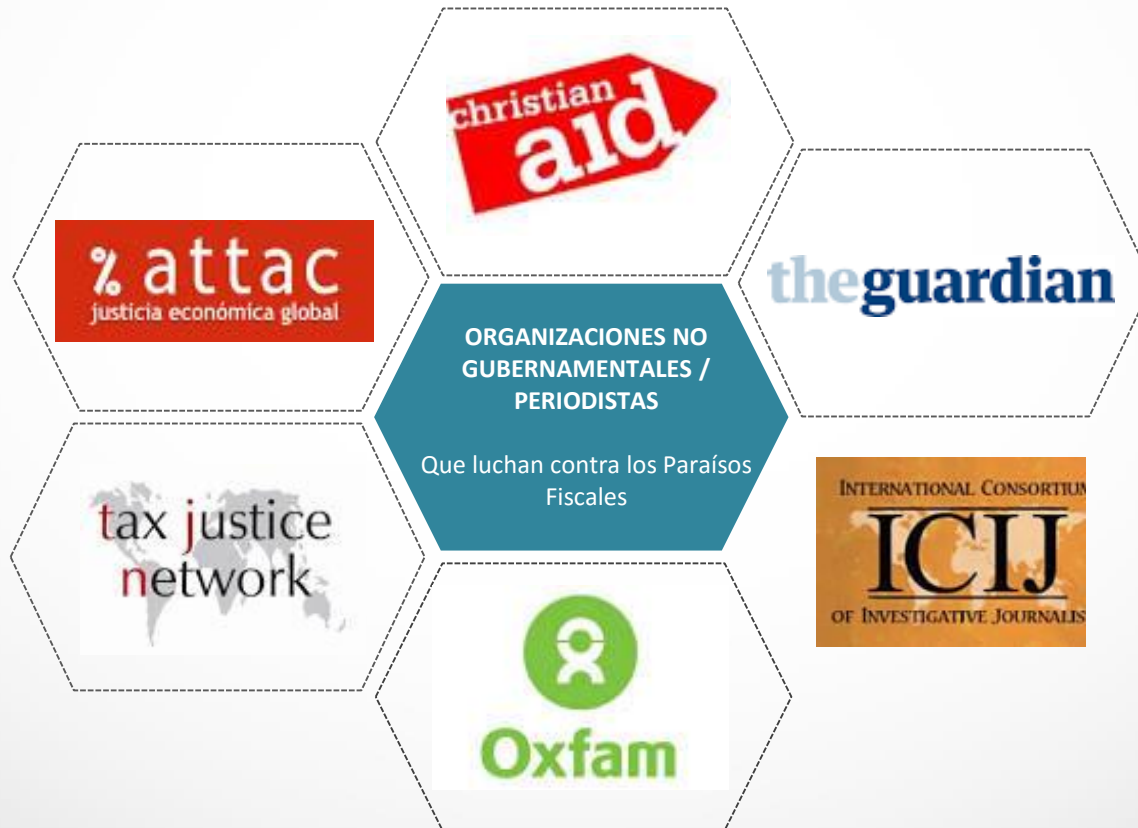 christian
aid
% attac
justicia económica global
theguardian
ORGANIZACIONES NO
GUBERNAMENTALES /
PERIODISTAS
Que luchan contra los Paraísos
Fiscales
tax justice
network
INTERNATIONAL CONSORTIUM
ICIJ
OF INVESTIGATIVE JOURNALIS
Oxfam